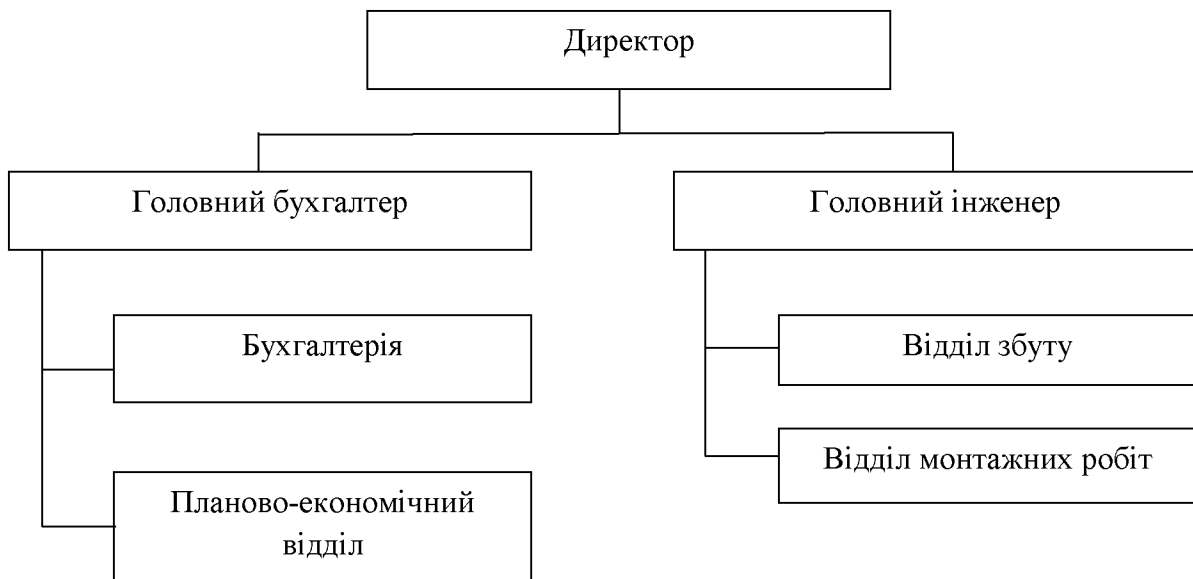 Директор
Головний бухгалтер
Головний інженер
Бухгалтерія
Відділ збуту
Відділ монтажних робіт
Планово-економічний
відділ